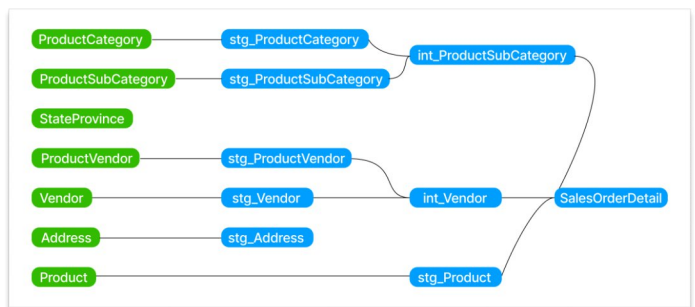 ProductCategory
stg_ProductCategory
int_ProductSubCategory
ProductSubCategory
stg_ProductSubCategory
StateProvince
ProductVendor
stg_ProductVendor
Vendor
stg_Vendor
int_Vendor
SalesOrderDetail
Address
stg_Address
Product
stg_Product